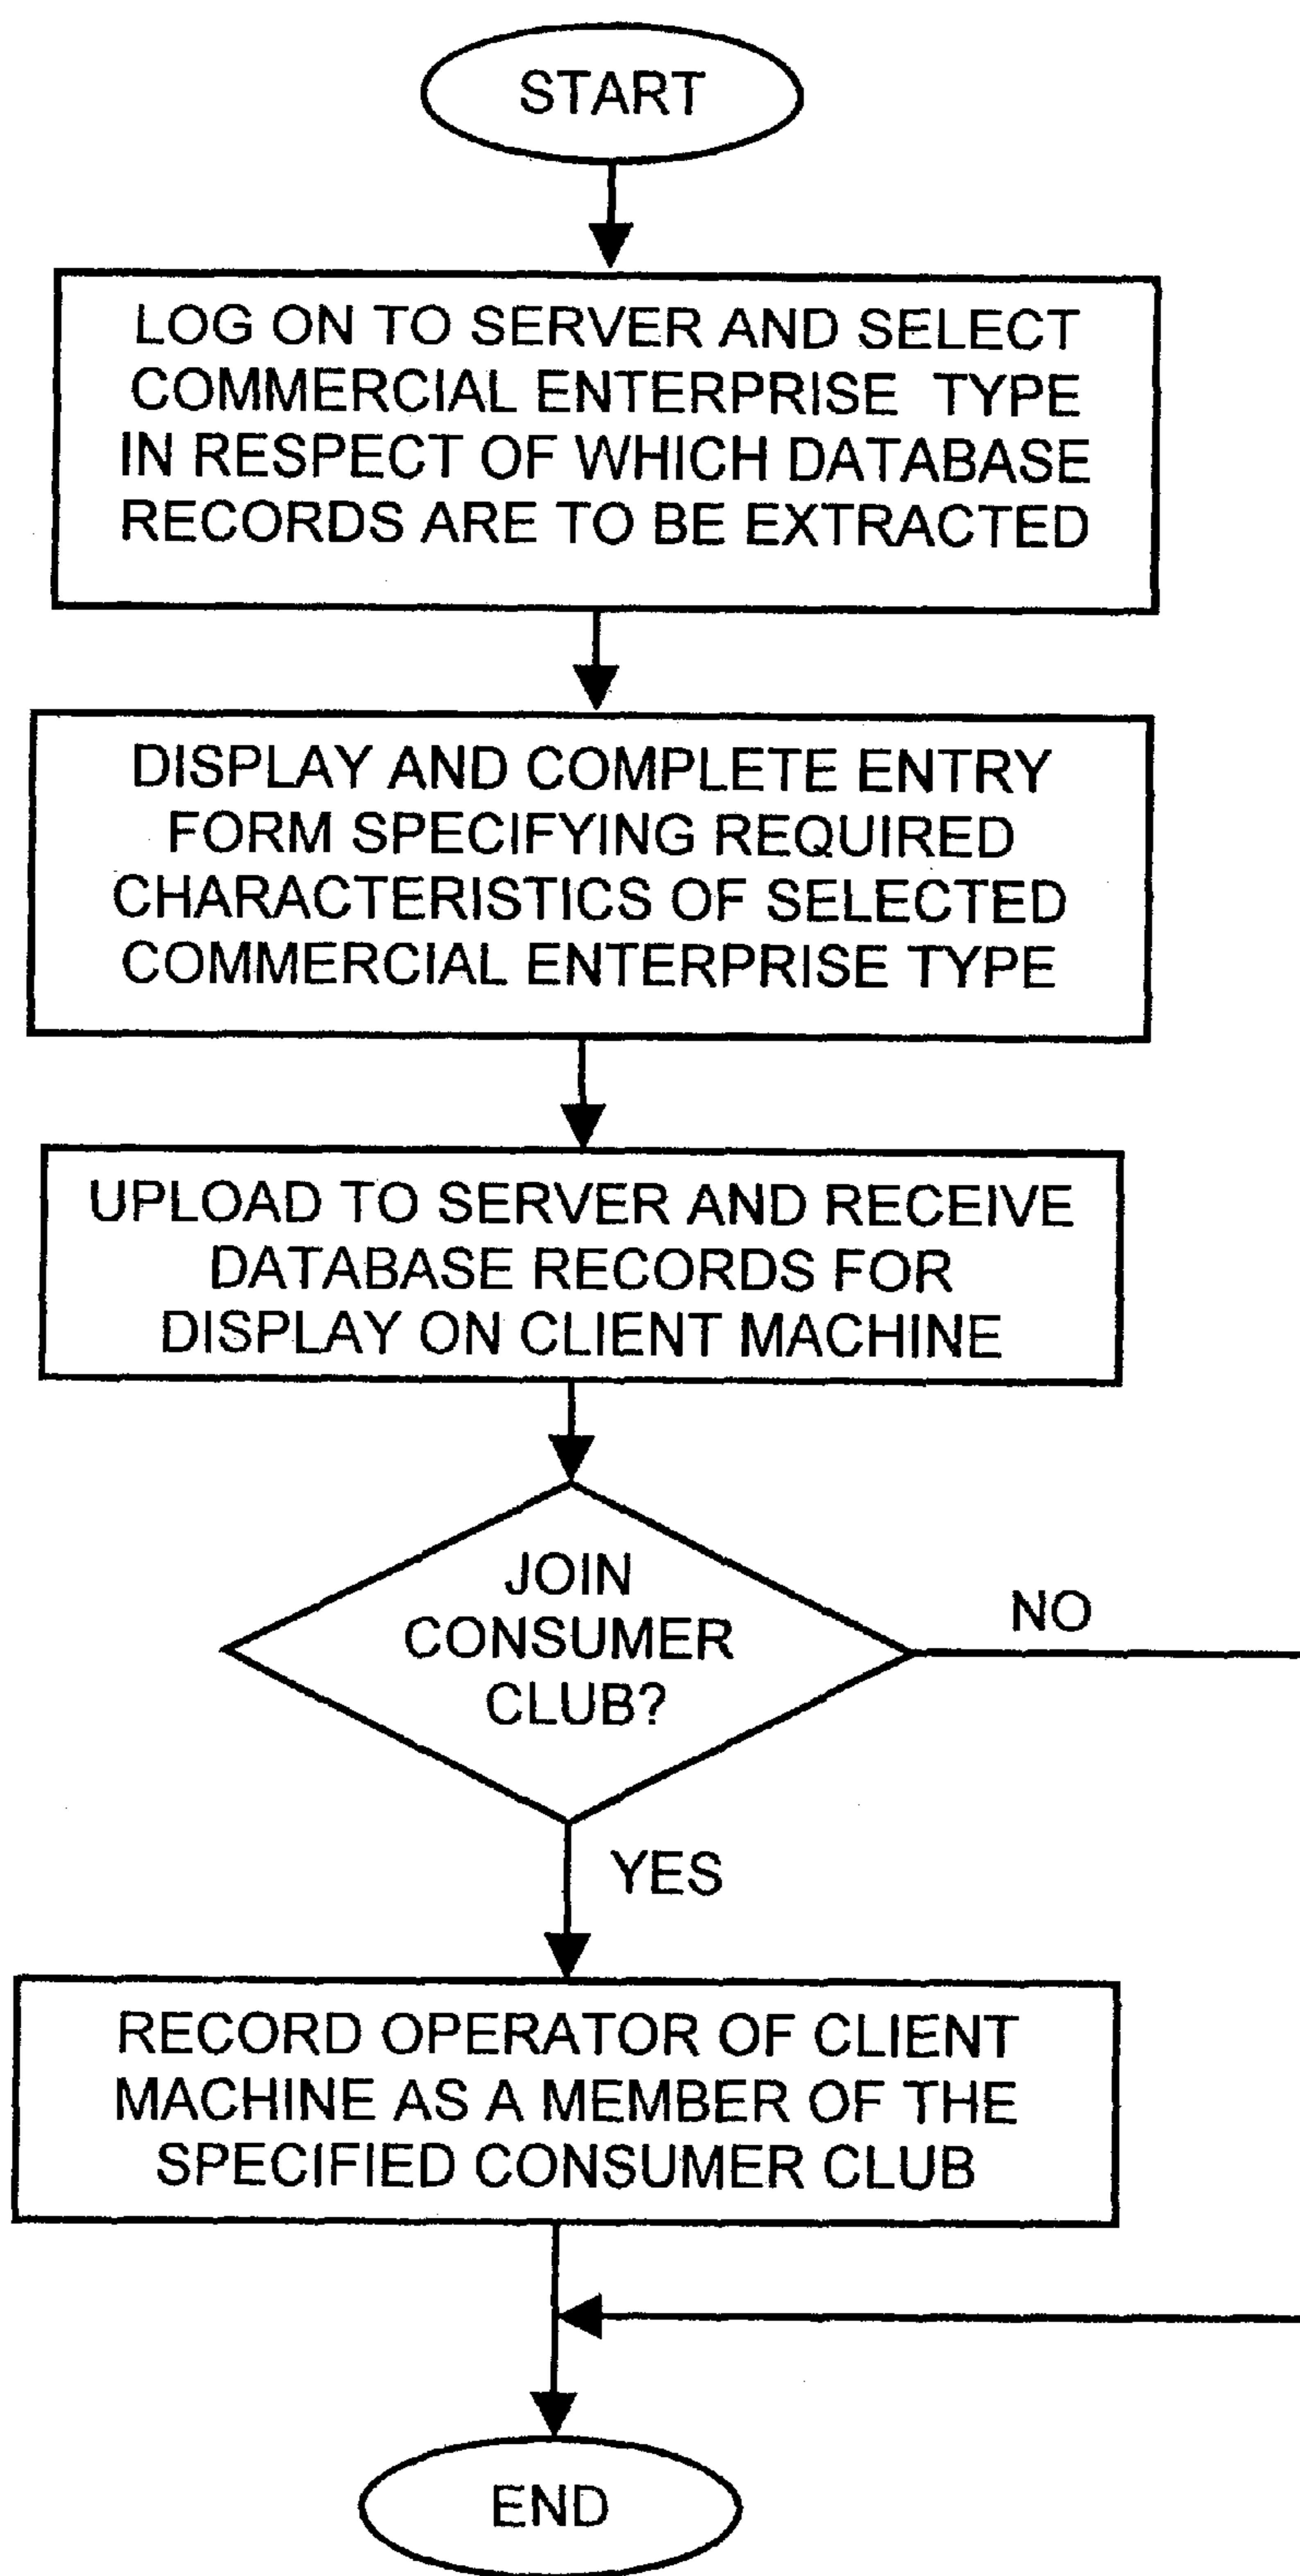 START
LOG ON TO SERVER AND SELECT
COMMERCIAL ENTERPRISE TYPE
IN RESPECT OF WHICH DATABASE
RECORDS ARE TO BE EXTRACTED
DISPLAY AND COMPLETE ENTRY
FORM SPECIFYING REQUIRED
CHARACTERISTICS OF SELECTED
COMMERCIAL ENTERPRISE TYPE
UPLOAD TO SERVER AND RECEIVE
DATABASE RECORDS FOR
DISPLAY ON CLIENT MACHINE
JOIN
CONSUMER
CLUB?
NO
YES
RECORD OPERATOR OF CLIENT
MACHINE AS A MEMBER OF THE
SPECIFIED CONSUMER CLUB
END